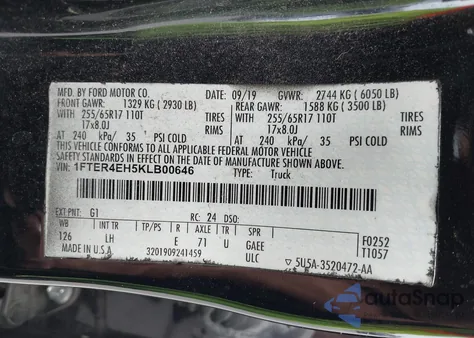 MFD. BY FORD MOTOR CO. 09/19 GVWR: 2744 KG ( 6050 LB)
FRONT GAWR: 1329 KG ( 2930 LB) REAR GAWR: 1588 KG ( 3500 LB)
WITH 255/65R17 110T TIRES WITH 255/65R17 110T TIRES
17x8.0J RIMS 17x8.0J
AT 240 kPa/ 35 PSI COLD AT 240 kPa/ 35 PSI COLD
THIS VEHICLE CONFORMS TO ALL APPLICABLE FEDERAL MOTOR VEHICLE
SAFETY STANDARDS IN EFFECT ON THE DATE OF MANUFACTURE SHOWN ABOVE.
VIN: 1FTER4EH5KLB00646 TYPE: Truck
EXT PNT: G1 RC: 24 DSO:
WB INT TR TP/PS R AXLE TR SPR
126 LH E 71 U GAEE F0252
MADE IN U.S.A ULC T1057
3201909241459 5U5A-3520472-AA
autoSnap